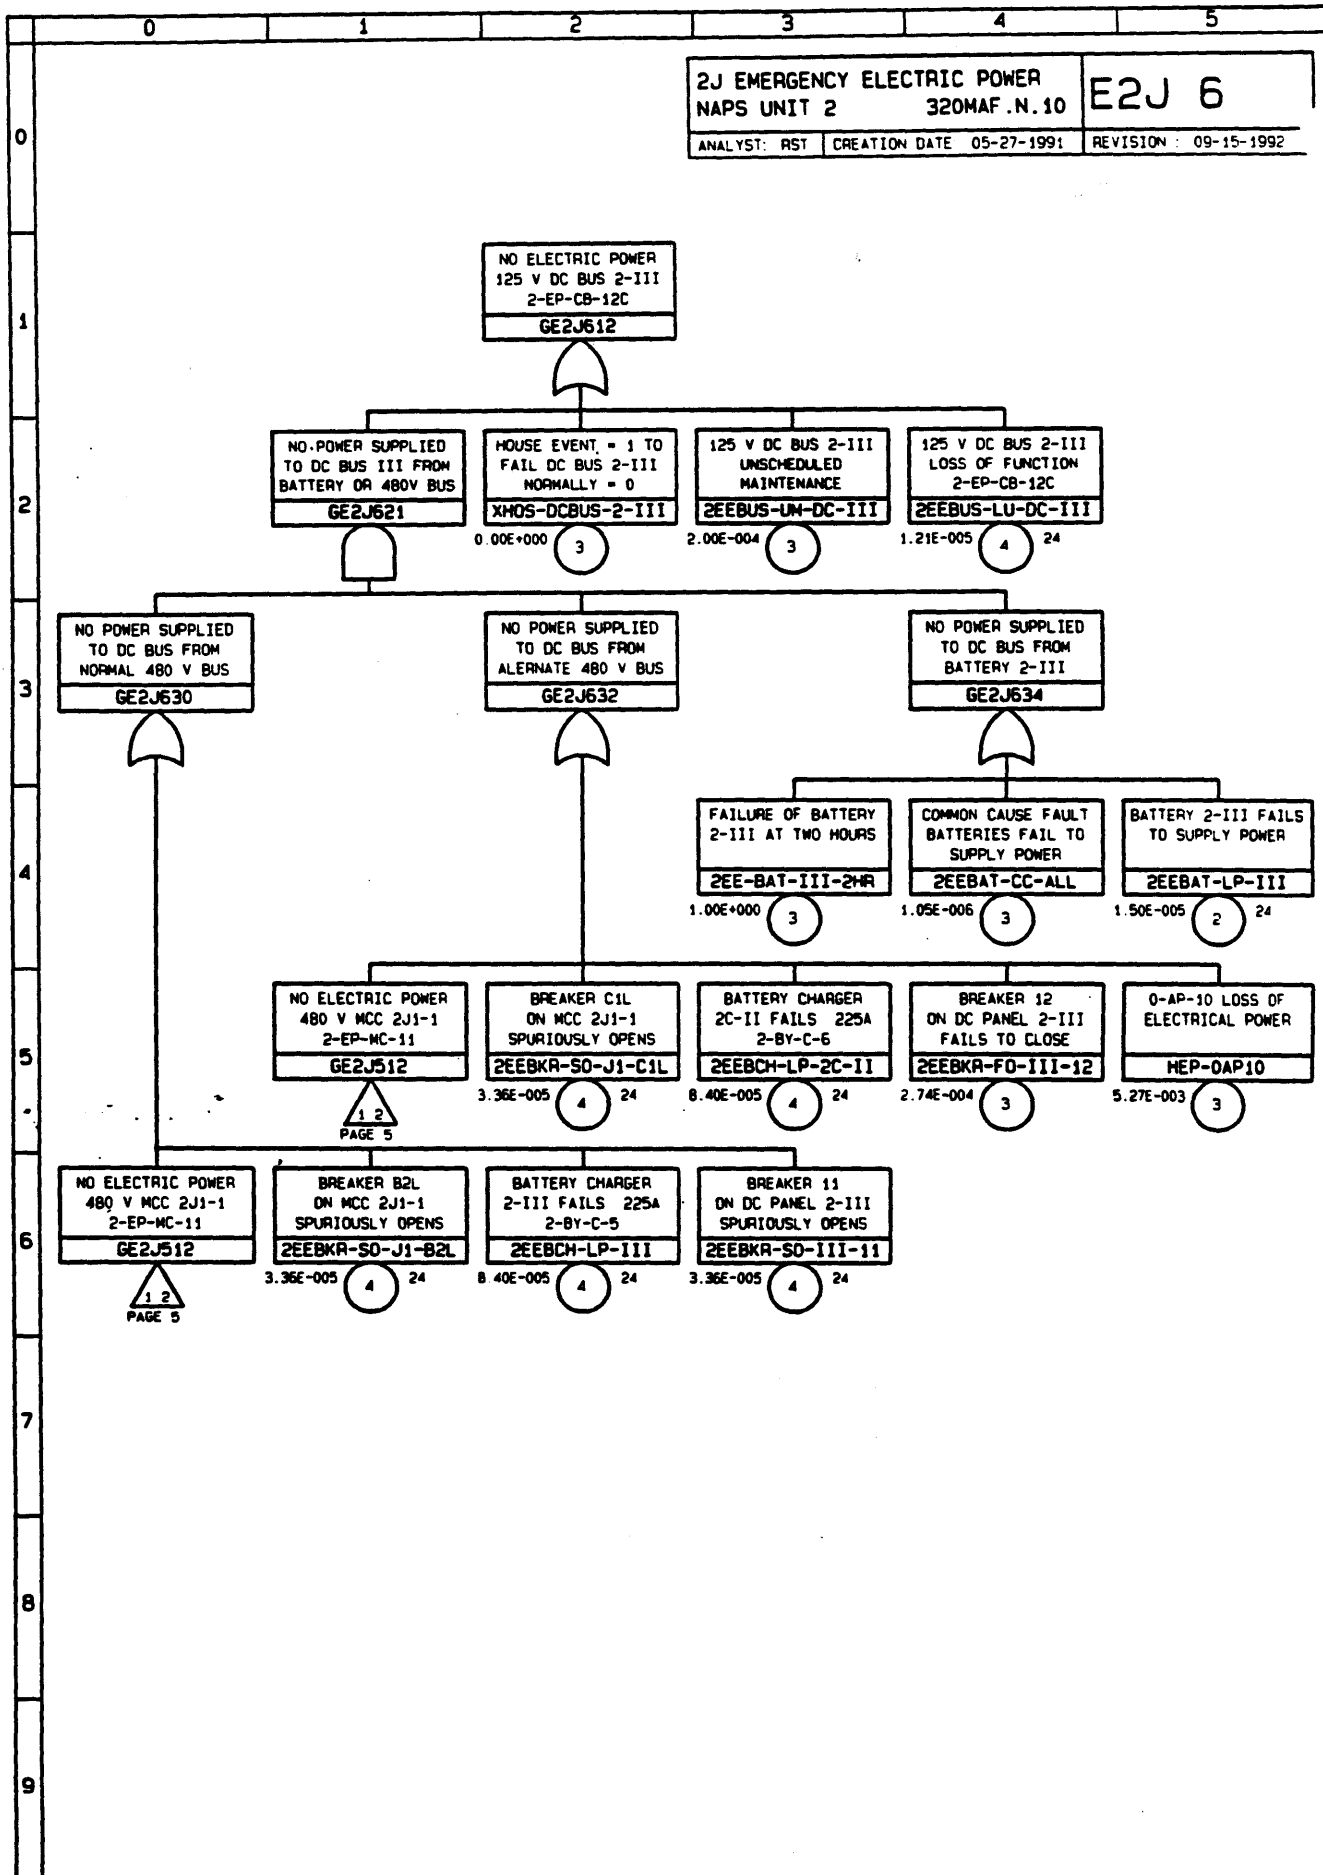 0 1 2 3 4 5
2J EMERGENCY ELECTRIC POWER
NAPS UNIT 2 320MAF.N.10
E2J 6
ANALYST: RST CREATION DATE 05-27-1991 REVISION : 09-15-1992
0
NO ELECTRIC POWER
125 V DC BUS 2-III
2-EP-CB-12C
GE2J612
1
NO POWER SUPPLIED
TO DC BUS III FROM
BATTERY OR 480V BUS
GE2J621
HOUSE EVENT = 1 TO
FAIL DC BUS 2-III
NORMALLY = 0
XHOS-DCBUS-2-III
0.00E+000 3
125 V DC BUS 2-III
UNSCHEDULED
MAINTENANCE
2EEBUS-UM-DC-III
2.00E-004 3
125 V DC BUS 2-III
LOSS OF FUNCTION
2-EP-CB-12C
2EEBUS-LU-DC-III
1.21E-005 4 24
2
NO POWER SUPPLIED
TO DC BUS FROM
NORMAL 480 V BUS
GE2J630
NO POWER SUPPLIED
TO DC BUS FROM
ALERNATE 480 V BUS
GE2J632
NO POWER SUPPLIED
TO DC BUS FROM
BATTERY 2-III
GE2J634
3
FAILURE OF BATTERY
2-III AT TWO HOURS
2EE-BAT-III-2HR
1.00E+000 3
COMMON CAUSE FAULT
BATTERIES FAIL TO
SUPPLY POWER
2EEBAT-CC-ALL
1.05E-006 3
BATTERY 2-III FAILS
TO SUPPLY POWER
2EEBAT-LP-III
1.50E-005 2 24
4
NO ELECTRIC POWER
480 V MCC 2J1-1
2-EP-MC-11
GE2J512
1 2
PAGE 5
BREAKER C1L
ON MCC 2J1-1
SPURIOUSLY OPENS
2EEBKR-SO-J1-C1L
3.36E-005 4 24
BATTERY CHARGER
2C-II FAILS 225A
2-BY-C-6
2EEBCH-LP-2C-II
8.40E-005 4 24
BREAKER 12
ON DC PANEL 2-III
FAILS TO CLOSE
2EEBKR-FO-III-12
2.74E-004 3
0-AP-10 LOSS OF
ELECTRICAL POWER
HEP-0AP10
5.27E-003 3
5
NO ELECTRIC POWER
480 V MCC 2J1-1
2-EP-MC-11
GE2J512
1 2
PAGE 5
BREAKER B2L
ON MCC 2J1-1
SPURIOUSLY OPENS
2EEBKR-SO-J1-B2L
3.36E-005 4 24
BATTERY CHARGER
2-III FAILS 225A
2-BY-C-5
2EEBCH-LP-III
8.40E-005 4 24
BREAKER 11
ON DC PANEL 2-III
SPURIOUSLY OPENS
2EEBKR-SO-III-11
3.36E-005 4 24
6
7
8
9